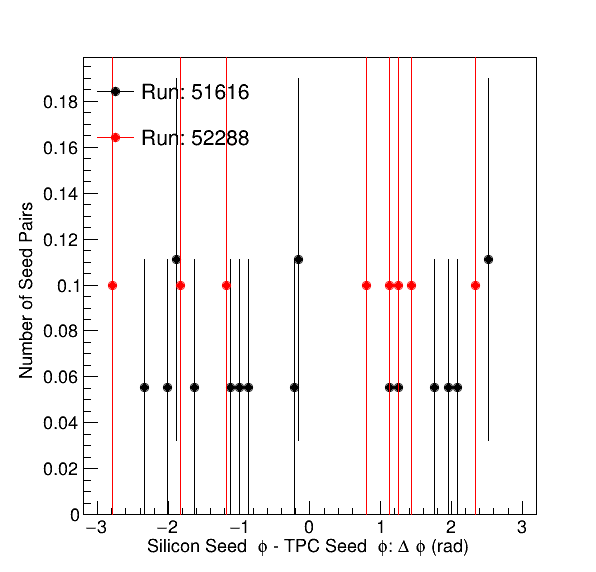 Run: 51616
Run: 52288
0.18
0.16
0.14
0.12
0.1
0.08
0.06
0.04
0.02
0
Number of Seed Pairs
−3 −2 −1 0 1 2 3
Silicon Seed ϕ - TPC Seed ϕ: Δ ϕ (rad)